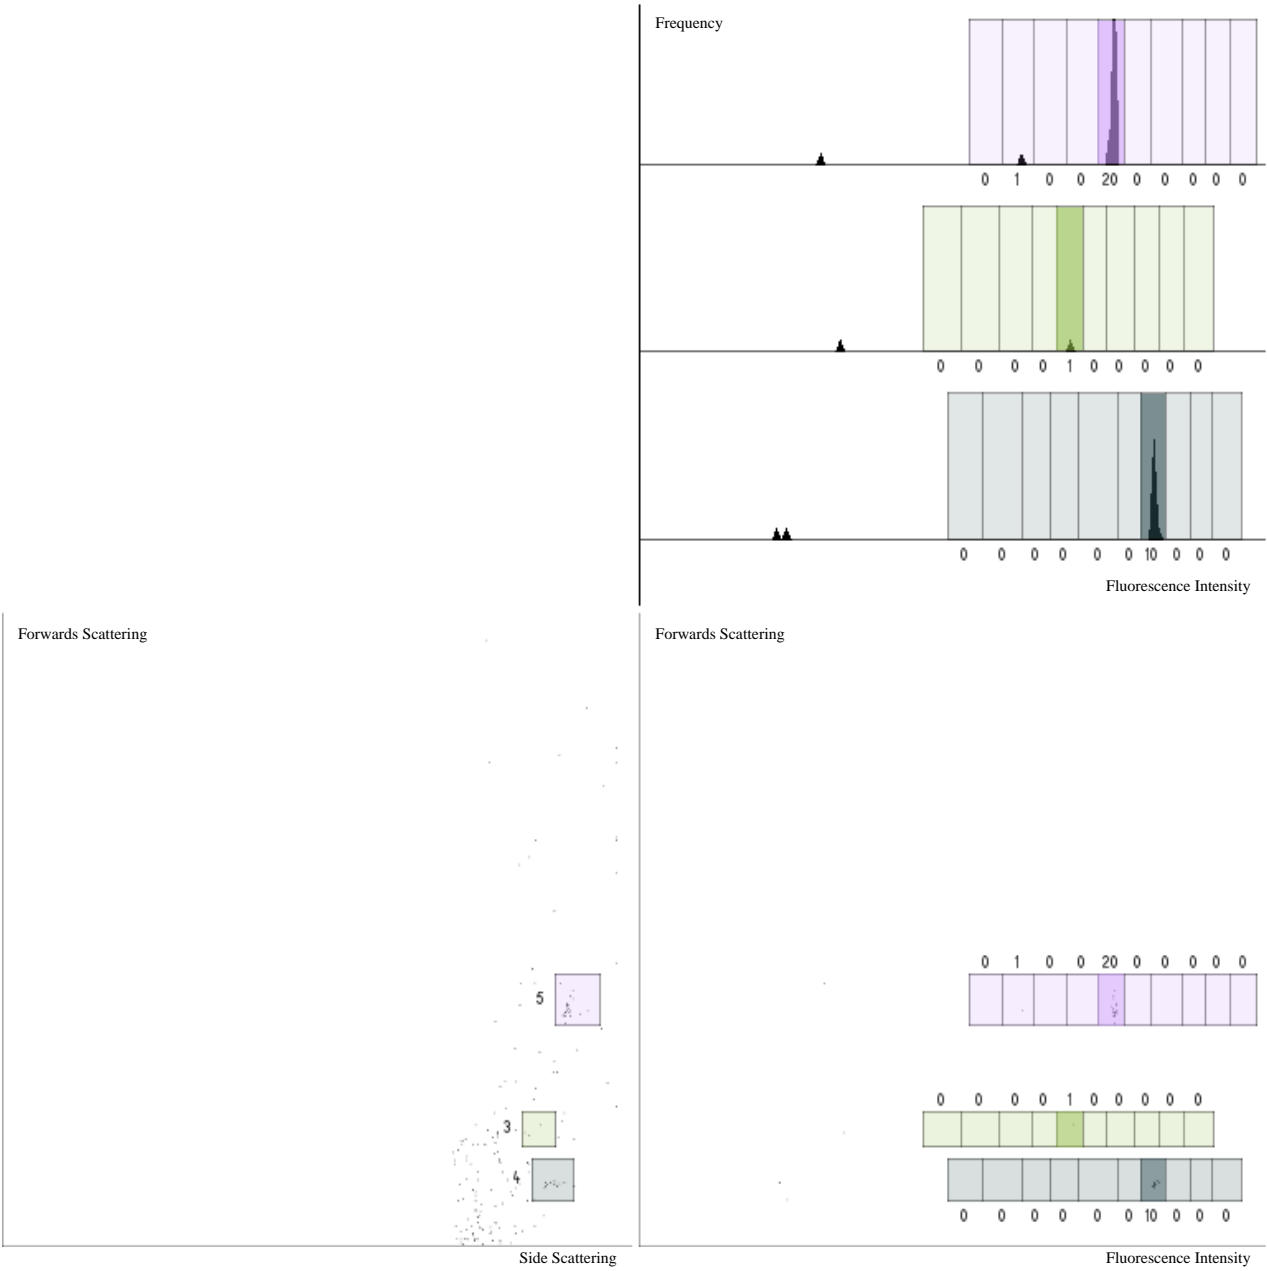 Frequency
0 1 0 0 20 0 0 0 0 0
0 0 0 0 1 0 0 0 0 0
0 0 0 0 0 0 10 0 0 0
Fluorescence Intensity
Forwards Scattering
5
3
4
Side Scattering
Forwards Scattering
0 1 0 0 20 0 0 0 0 0
0 0 0 0 1 0 0 0 0 0
0 0 0 0 0 0 10 0 0 0
Fluorescence Intensity